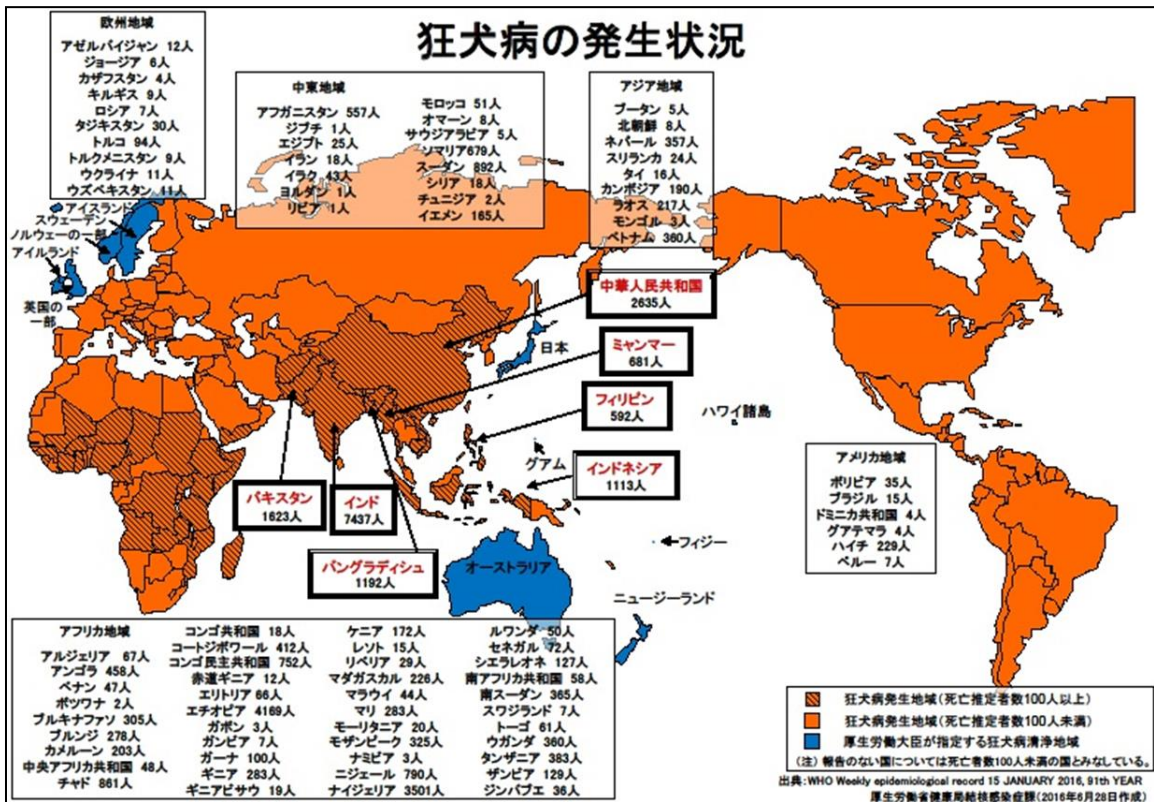 狂犬病の発生状況
欧州地域
アゼルバイジャン 12人
ジョージア 6人
カザフスタン 4人
キルギス 9人
ロシア 7人
タジキスタン 30人
トルコ 94人
トルクメニスタン 9人
ウクライナ 11人
ウズベキスタン 11人
中東地域
アフガニスタン 557人
ジブチ 1人
エジプト 25人
イラン 18人
イラク 43人
ヨルダン 1人
リビア 1人
モロッコ 51人
オマーン 8人
サウジアラビア 5人
ソマリア679人
スーダン 892人
シリア 18人
チュニジア 2人
イエメン 165人
アジア地域
ブータン 5人
北朝鮮 8人
ネパール 357人
スリランカ 24人
タイ 16人
カンボジア 190人
ラオス 217人
モンゴル 3人
ベトナム 360人
アイスランド
スウェーデン
ノルウェーの一部
アイルランド
英国の
一部
中華人民共和国
2635人
日本
ミャンマー
681人
フィリピン
592人
ハワイ諸島
グアム
インドネシア
1113人
パキスタン
1623人
インド
7437人
バングラディシュ
1192人
オーストラリア
フィジー
ニュージーランド
アメリカ地域
ボリビア 35人
ブラジル 15人
ドミニカ共和国 4人
グアテマラ 4人
ハイチ 229人
ペルー 7人
アフリカ地域
アルジェリア 67人
アンゴラ 458人
ベナン 47人
ボツワナ 2人
ブルキナファソ 305人
ブルンジ 278人
カメルーン 203人
中央アフリカ共和国 48人
チャド 861人
コンゴ共和国 18人
コートジボワール 412人
コンゴ民主共和国 752人
赤道ギニア 12人
エリトリア 66人
エチオピア 4169人
ガボン 3人
ガンビア 7人
ガーナ 100人
ギニア 283人
ギニアビサウ 19人
ケニア 172人
レソト 15人
リベリア 29人
マダガスカル 226人
マラウイ 44人
マリ 283人
モーリタニア 20人
モザンビーク 325人
ナミビア 3人
ニジェール 790人
ナイジェリア 3501人
ルワンダ 50人
セネガル 72人
シエラレオネ 127人
南アフリカ共和国 58人
南スーダン 365人
スワジランド 7人
トーゴ 61人
ウガンダ 360人
タンザニア 383人
ザンビア 129人
ジンバブエ 36人
狂犬病発生地域(死亡推定者数100人以上)
狂犬病発生地域(死亡推定者数100人未満)
厚生労働大臣が指定する狂犬病清浄地域
(注) 報告のない国については死亡者数100人未満の国とみなしている。
出典:WHO Weekly epidemiological record 15 JANUARY 2016, 91th YEAR
厚生労働省健康局結核感染症課(2016年6月28日作成)